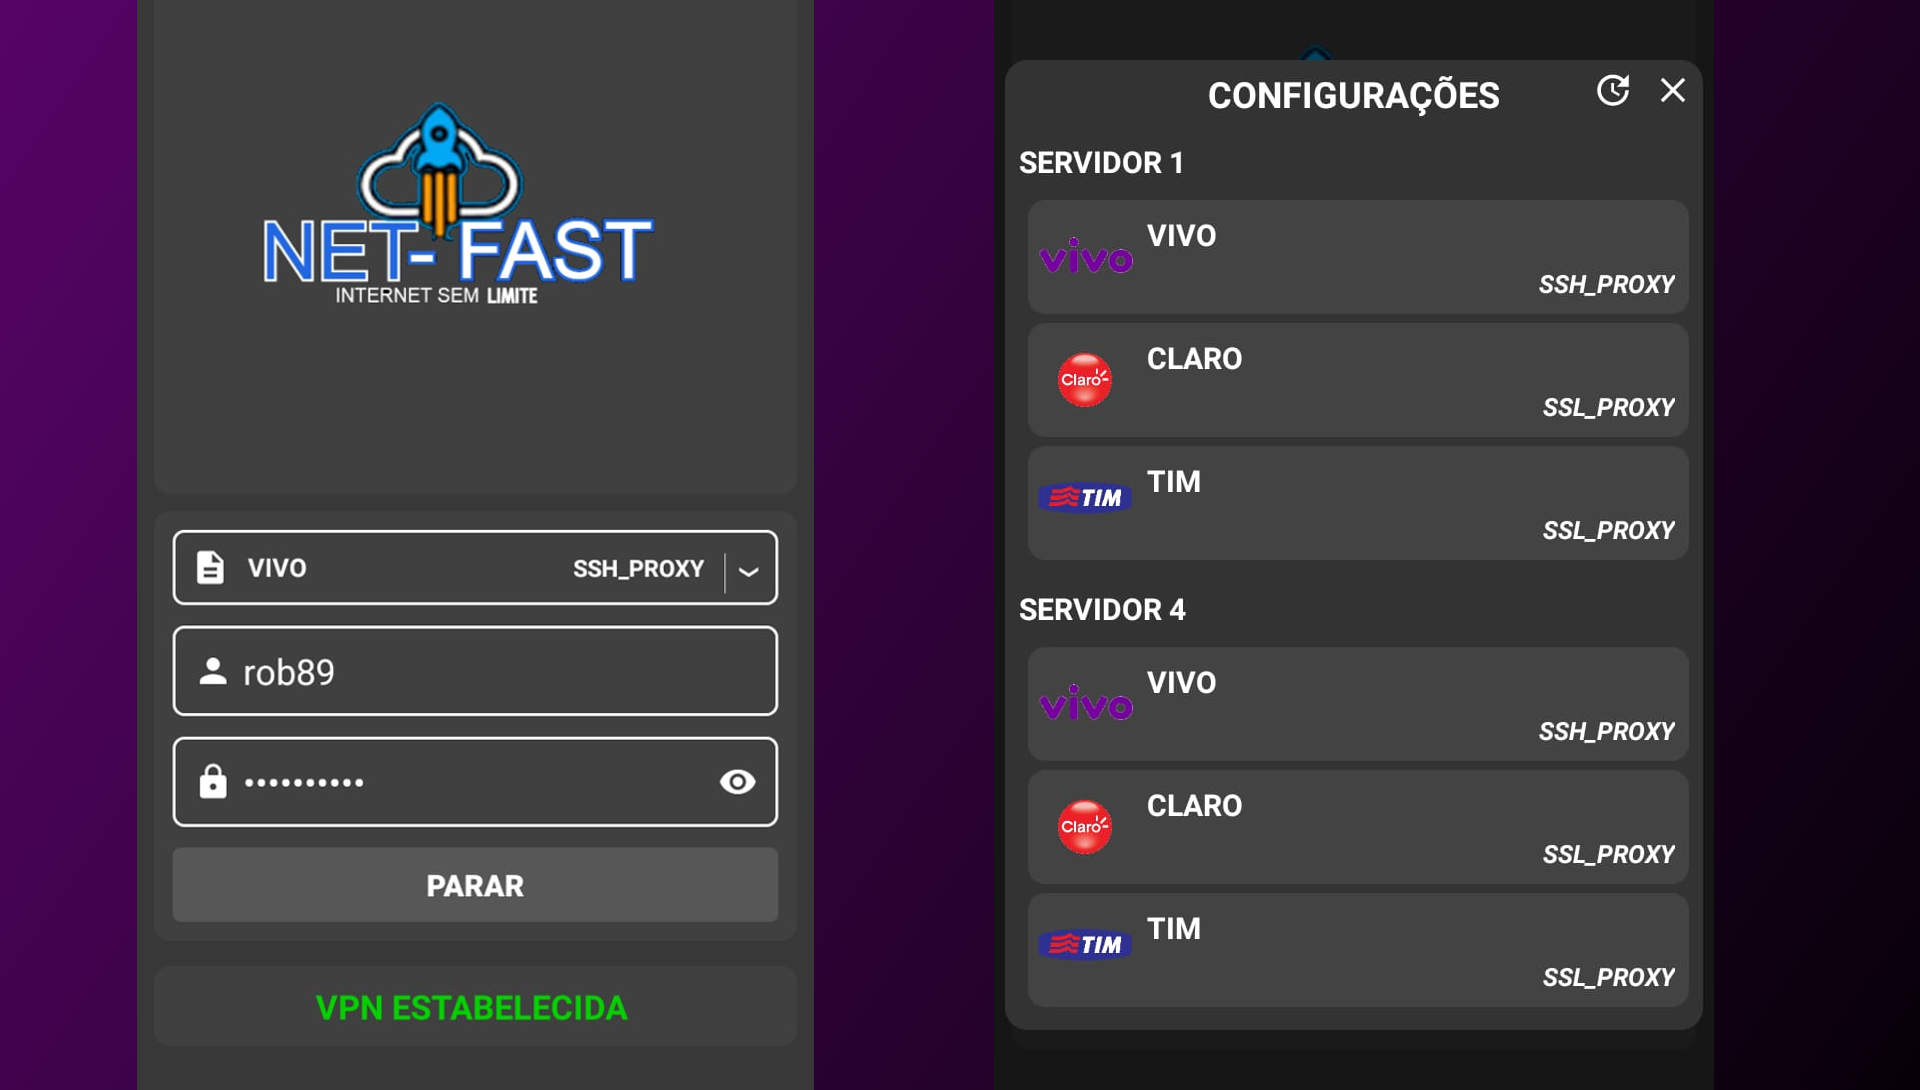 NET- FAST
INTERNET SEM LIMITE
VIVO SSH_PROXY
rob89
••••••••••
PARAR
VPN ESTABELECIDA
CONFIGURAÇÕES
SERVIDOR 1
vivo
VIVO
SSH_PROXY
Claro
CLARO
SSL_PROXY
TIM
TIM
SSL_PROXY
SERVIDOR 4
vivo
VIVO
SSH_PROXY
Claro
CLARO
SSL_PROXY
TIM
TIM
SSL_PROXY